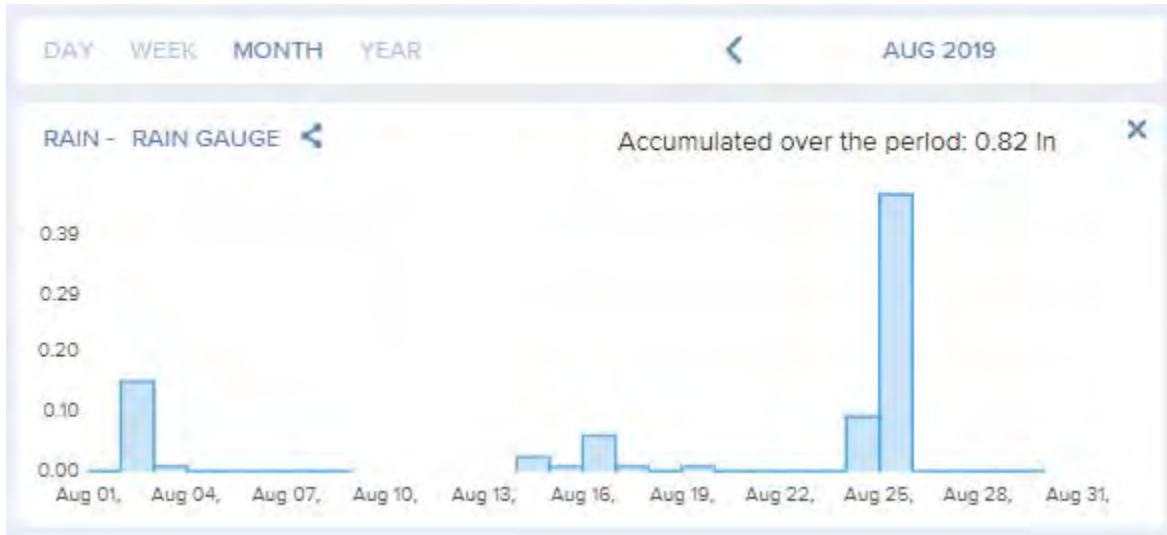 DAY WEEK MONTH YEAR AUG 2019
RAIN - RAIN GAUGE
Accumulated over the period: 0.82 In
0.39
0.29
0.20
0.10
0.00
Aug 01, Aug 04, Aug 07, Aug 10, Aug 13, Aug 16, Aug 19, Aug 22, Aug 25, Aug 28, Aug 31,